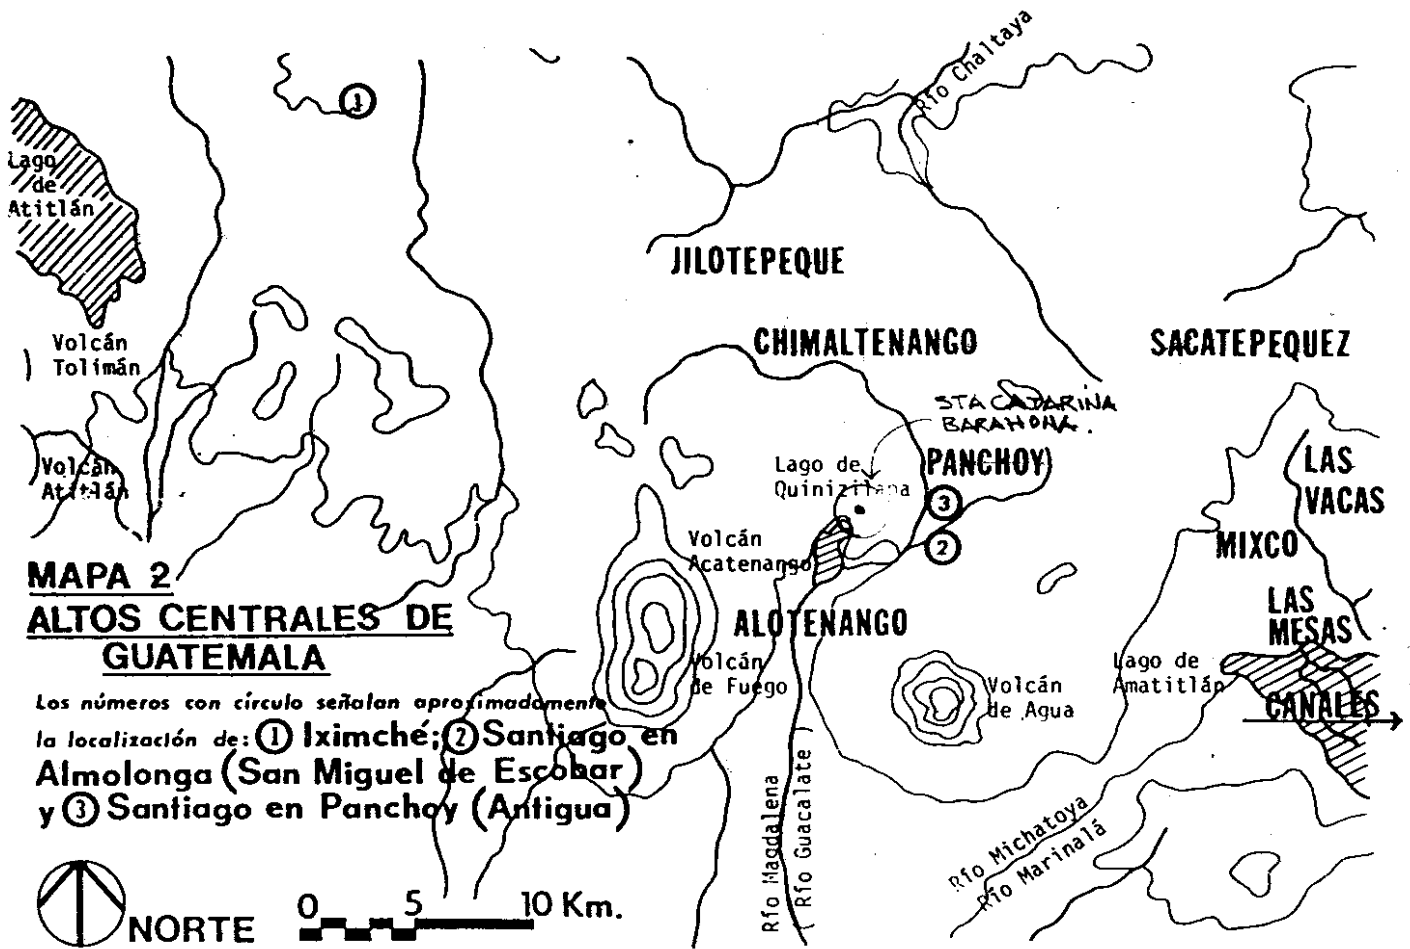 Río Chaltaya
1
Lago
de
Atitlán
JILOTEPEQUE
Volcán
Tolimán
CHIMALTENANGO
SACATEPEQUEZ
STA CATARINA
BARAHONA.
Volcán
Atitlán
Lago de
PANCHOY
3
2
LAS
VACAS
MIXCO
Volcán
Acatenango
MAPA 2
ALTOS CENTRALES DE
GUATEMALA
ALOTENANGO
LAS
MESAS
Volcán
de Fuego
Volcán
de Agua
Lago de
Amatitlán
CANALES
Los números con círculo señalan aproximadamente
la localización de: 1 Iximché; 2 Santiago en
Almolonga (San Miguel de Escobar)
y 3 Santiago en Panchoy (Antigua)
Río Magdalena
( Río Guacalate )
Río Michatoya
Río Marinalá
NORTE
0 5 10 Km.